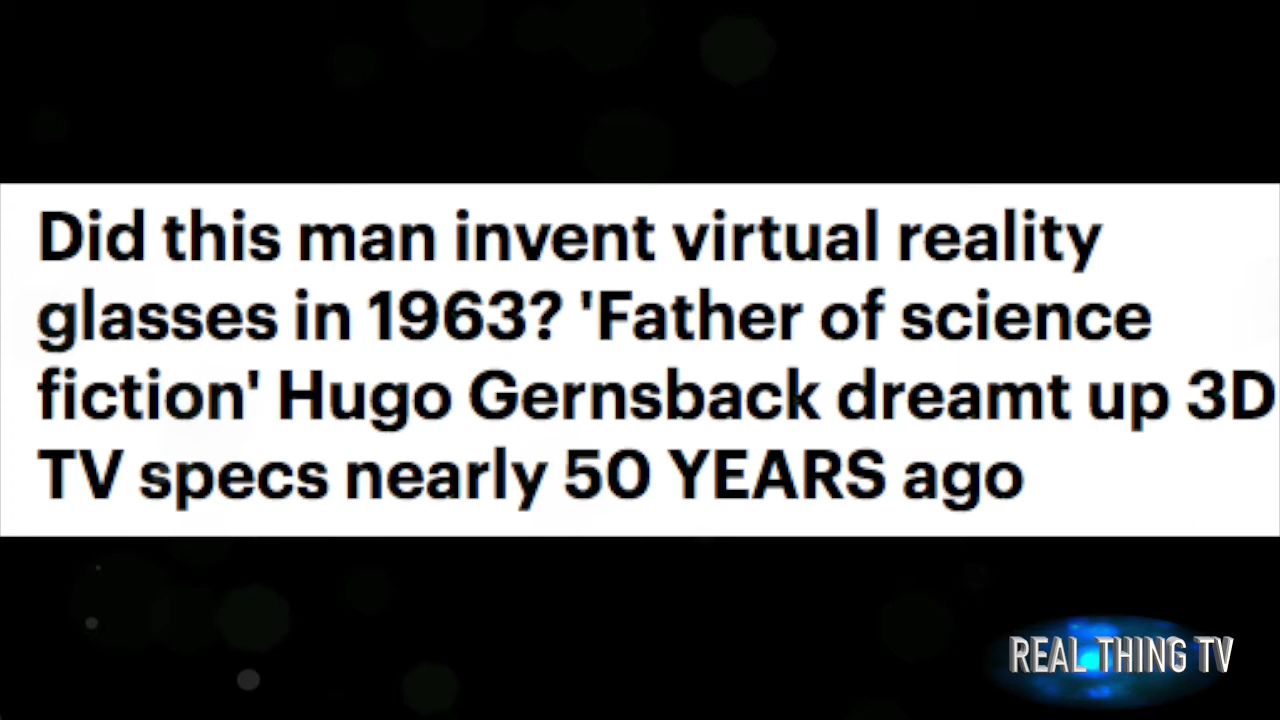 Did this man invent virtual reality
glasses in 1963? 'Father of science
fiction' Hugo Gernsback dreamt up 3D
TV specs nearly 50 YEARS ago
REAL THING TV